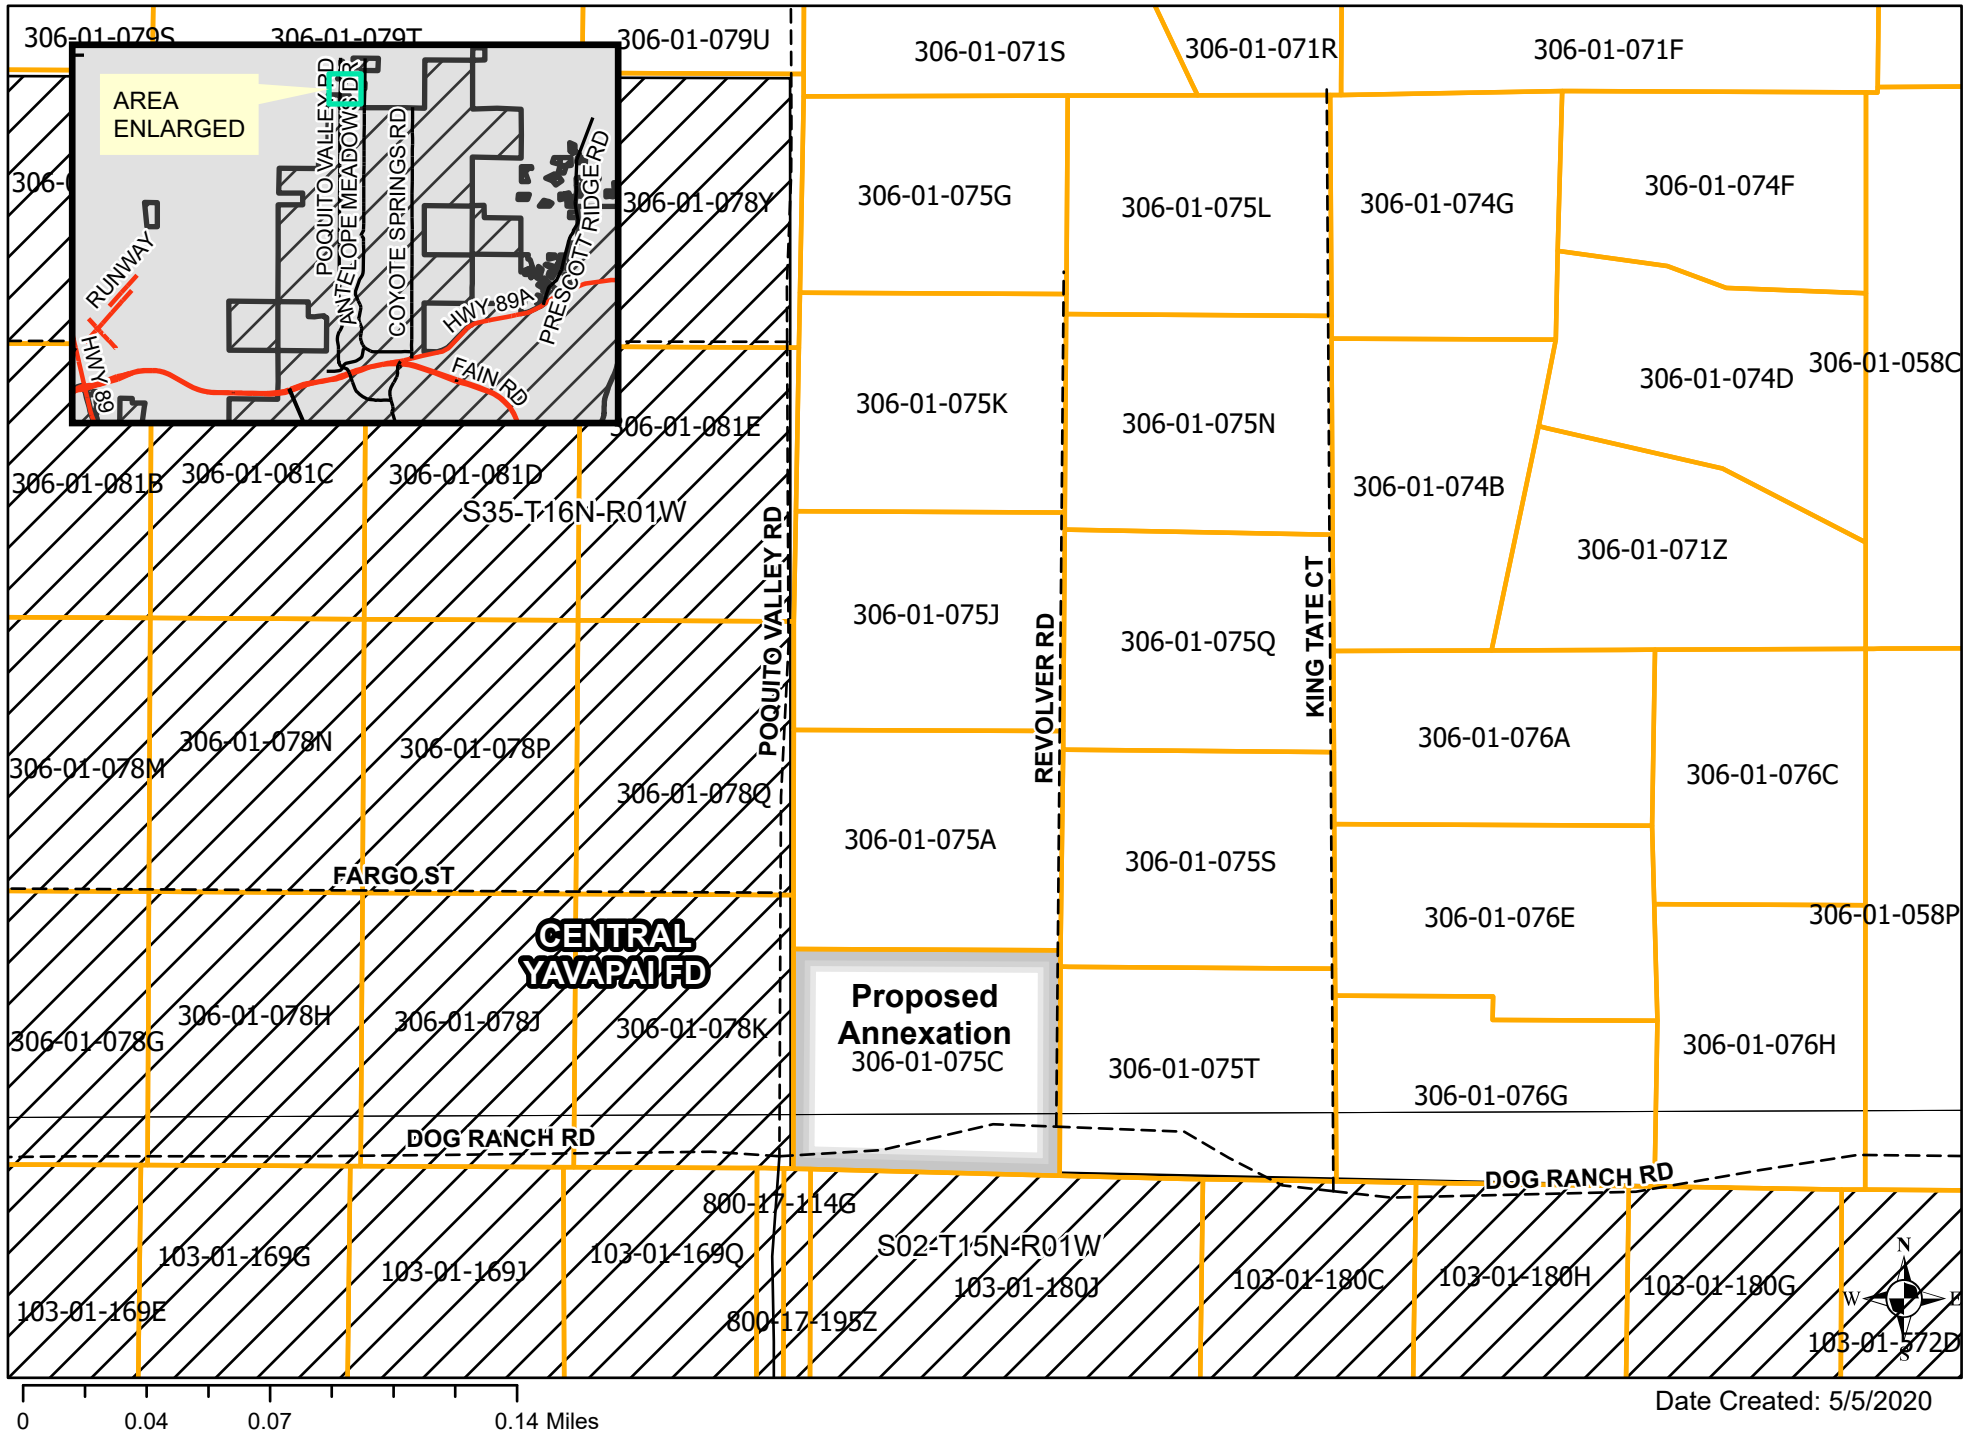 306-01-079S
306-01-079T
306-01-079U
306-01-071S
306-01-071R
306-01-071F
AREA
ENLARGED
POQUITO VALLEY RD
ANTELOPE MEADOWS DR
COYOTE SPRINGS RD
PRESCOTT RIDGE RD
RUNWAY
HWY 89A
HWY 89
FAIN RD
306-01-078Y
306-01-075G
306-01-075L
306-01-074G
306-01-074F
306-01-075K
306-01-075N
306-01-074D
306-01-058C
306-01-081E
306-01-081B
306-01-081C
306-01-081D
S35-T16N-R01W
306-01-074B
306-01-071Z
POQUITO VALLEY RD
REVOLVER RD
KING TATE CT
306-01-075J
306-01-075Q
306-01-078M
306-01-078N
306-01-078P
306-01-078Q
306-01-076A
306-01-076C
306-01-075A
306-01-075S
FARGO ST
306-01-076E
306-01-058P
CENTRAL
YAVAPAI FD
Proposed
Annexation
306-01-075C
306-01-078G
306-01-078H
306-01-078J
306-01-078K
306-01-075T
306-01-076G
306-01-076H
DOG RANCH RD
DOG RANCH RD
800-17-114G
103-01-169E
103-01-169G
103-01-169J
103-01-169Q
S02-T15N-R01W
103-01-180J
103-01-180C
103-01-180H
103-01-180G
800-17-195Z
103-01-572D
N
W
E
S
0 0.04 0.07 0.14 Miles
Date Created: 5/5/2020